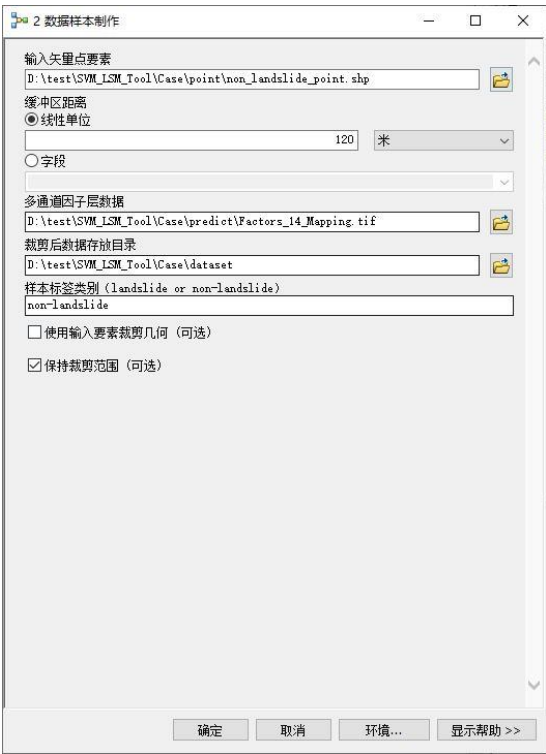 2 数据样本制作
输入矢量点要素
D:\test\SVM_LSM_Tool\Case\point\non_landslide_point.shp
缓冲区距离
线性单位
120 米
字段
多通道因子层数据
D:\test\SVM_LSM_Tool\Case\predict\Factors_14_Mapping.tif
裁剪后数据存放目录
D:\test\SVM_LSM_Tool\Case\dataset
样本标签类别（landslide or non-landslide）
non-landslide
使用输入要素裁剪几何（可选）
保持裁剪范围（可选）
确定 取消 环境... 显示帮助 >>